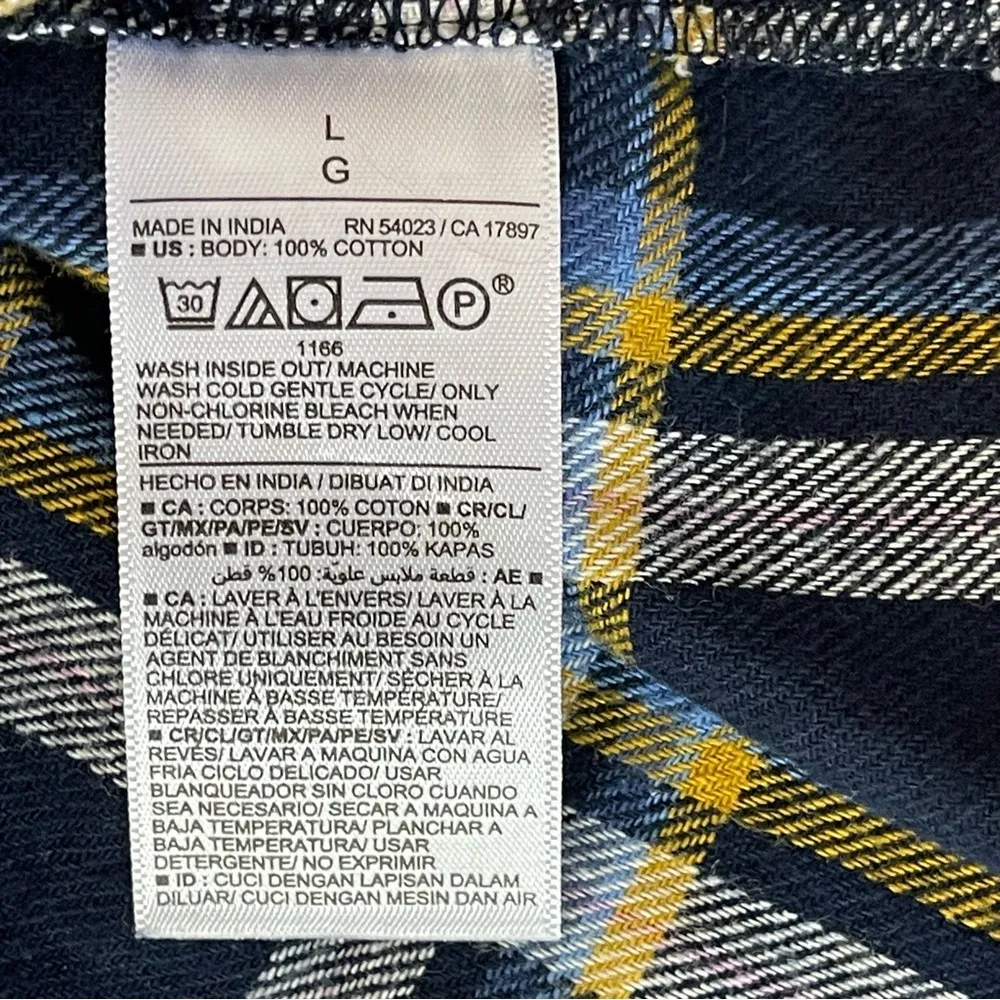 L
G
MADE IN INDIA RN 54023 / CA 17897
■ US : BODY: 100% COTTON
30 P ®
1166
WASH INSIDE OUT/ MACHINE
WASH COLD GENTLE CYCLE/ ONLY
NON-CHLORINE BLEACH WHEN
NEEDED/ TUMBLE DRY LOW/ COOL
IRON
HECHO EN INDIA / DIBUAT DI INDIA
■ CA : CORPS: 100% COTON ■ CR/CL/
GT/MX/PA/PE/SV : CUERPO: 100%
algodón ■ ID : TUBUH: 100% KAPAS
■ AE : قطعة ملابس علويّة: 100% قطن
■ CA : LAVER À L'ENVERS/ LAVER À LA
MACHINE À L'EAU FROIDE AU CYCLE
DÉLICAT/ UTILISER AU BESOIN UN
AGENT DE BLANCHIMENT SANS
CHLORE UNIQUEMENT/ SÉCHER À LA
MACHINE À BASSE TEMPÉRATURE/
REPASSER À BASSE TEMPÉRATURE
■ CR/CL/GT/MX/PA/PE/SV : LAVAR AL
REVÉS/ LAVAR A MAQUINA CON AGUA
FRIA CICLO DELICADO/ USAR
BLANQUEADOR SIN CLORO CUANDO
SEA NECESARIO/ SECAR A MAQUINA A
BAJA TEMPERATURA/ PLANCHAR A
BAJA TEMPERATURA/ USAR
DETERGENTE/ NO EXPRIMIR
■ ID : CUCI DENGAN LAPISAN DALAM
DILUAR/ CUCI DENGAN MESIN DAN AIR